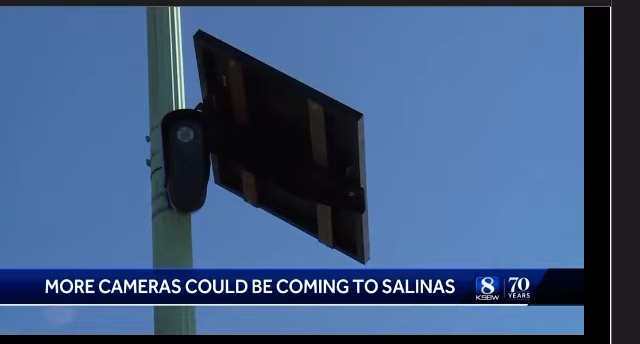 MORE CAMERAS COULD BE COMING TO SALINAS
8
KSBW
70
YEARS